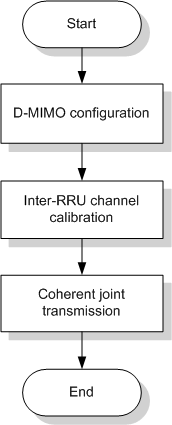 Start
D-MIMO configuration
Inter-RRU channel
calibration
Coherent joint
transmission
End